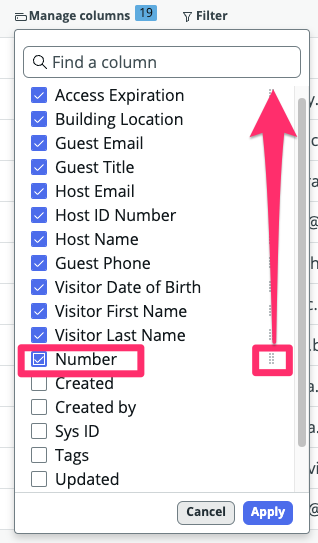 Manage columns 19 Filter
Find a column
Access Expiration
Building Location
Guest Email
Guest Title
Host Email
Host ID Number
Host Name
Guest Phone
Visitor Date of Birth
Visitor First Name
Visitor Last Name
Number
Created
Created by
Sys ID
Tags
Updated
Cancel Apply